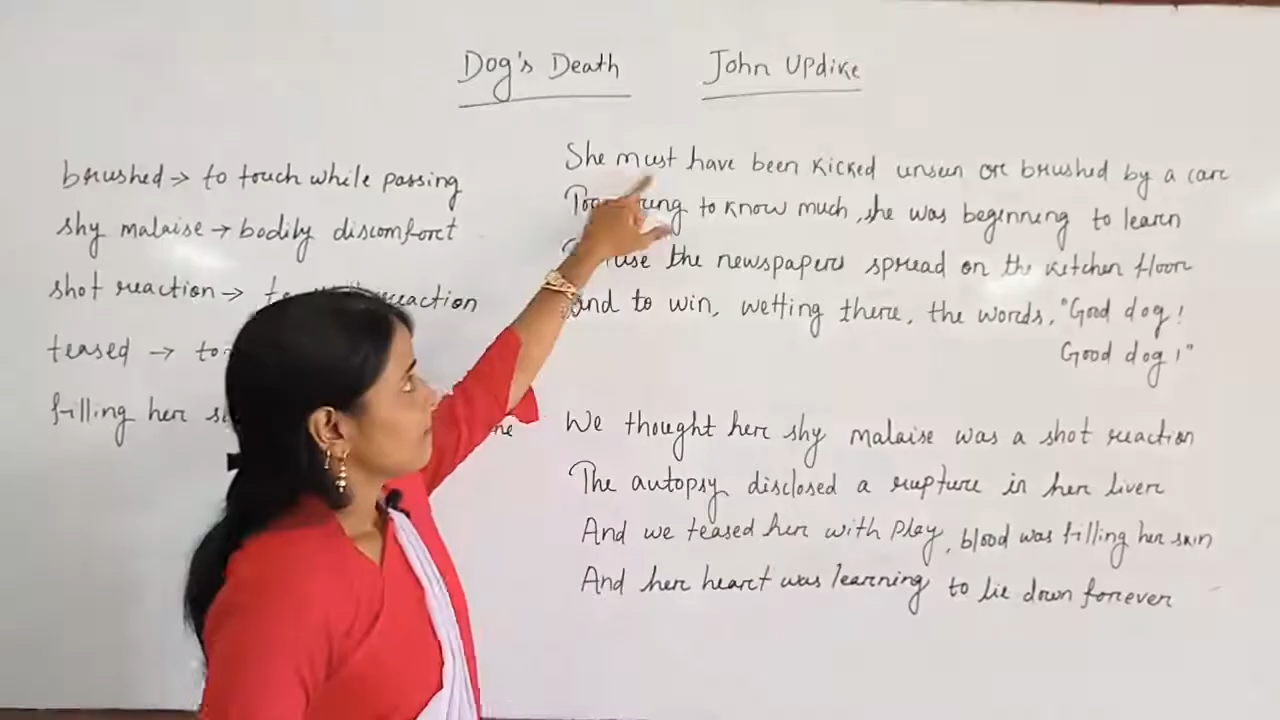 Dog's Death John Updike
brushed → to touch while passing
shy malaise → bodily discomfort
shot reaction → reaction
teased → to
filling her
She must have been kicked unseen or brushed by a car
to know much, she was beginning to learn
use the newspapers spread on the kitchen floor
and to win, wetting there, the words, "Good dog!
Good dog!"
We thought her shy malaise was a shot reaction
The autopsy disclosed a rupture in her liver
And we teased her with play, blood was filling her skin
And her heart was learning to lie down forever